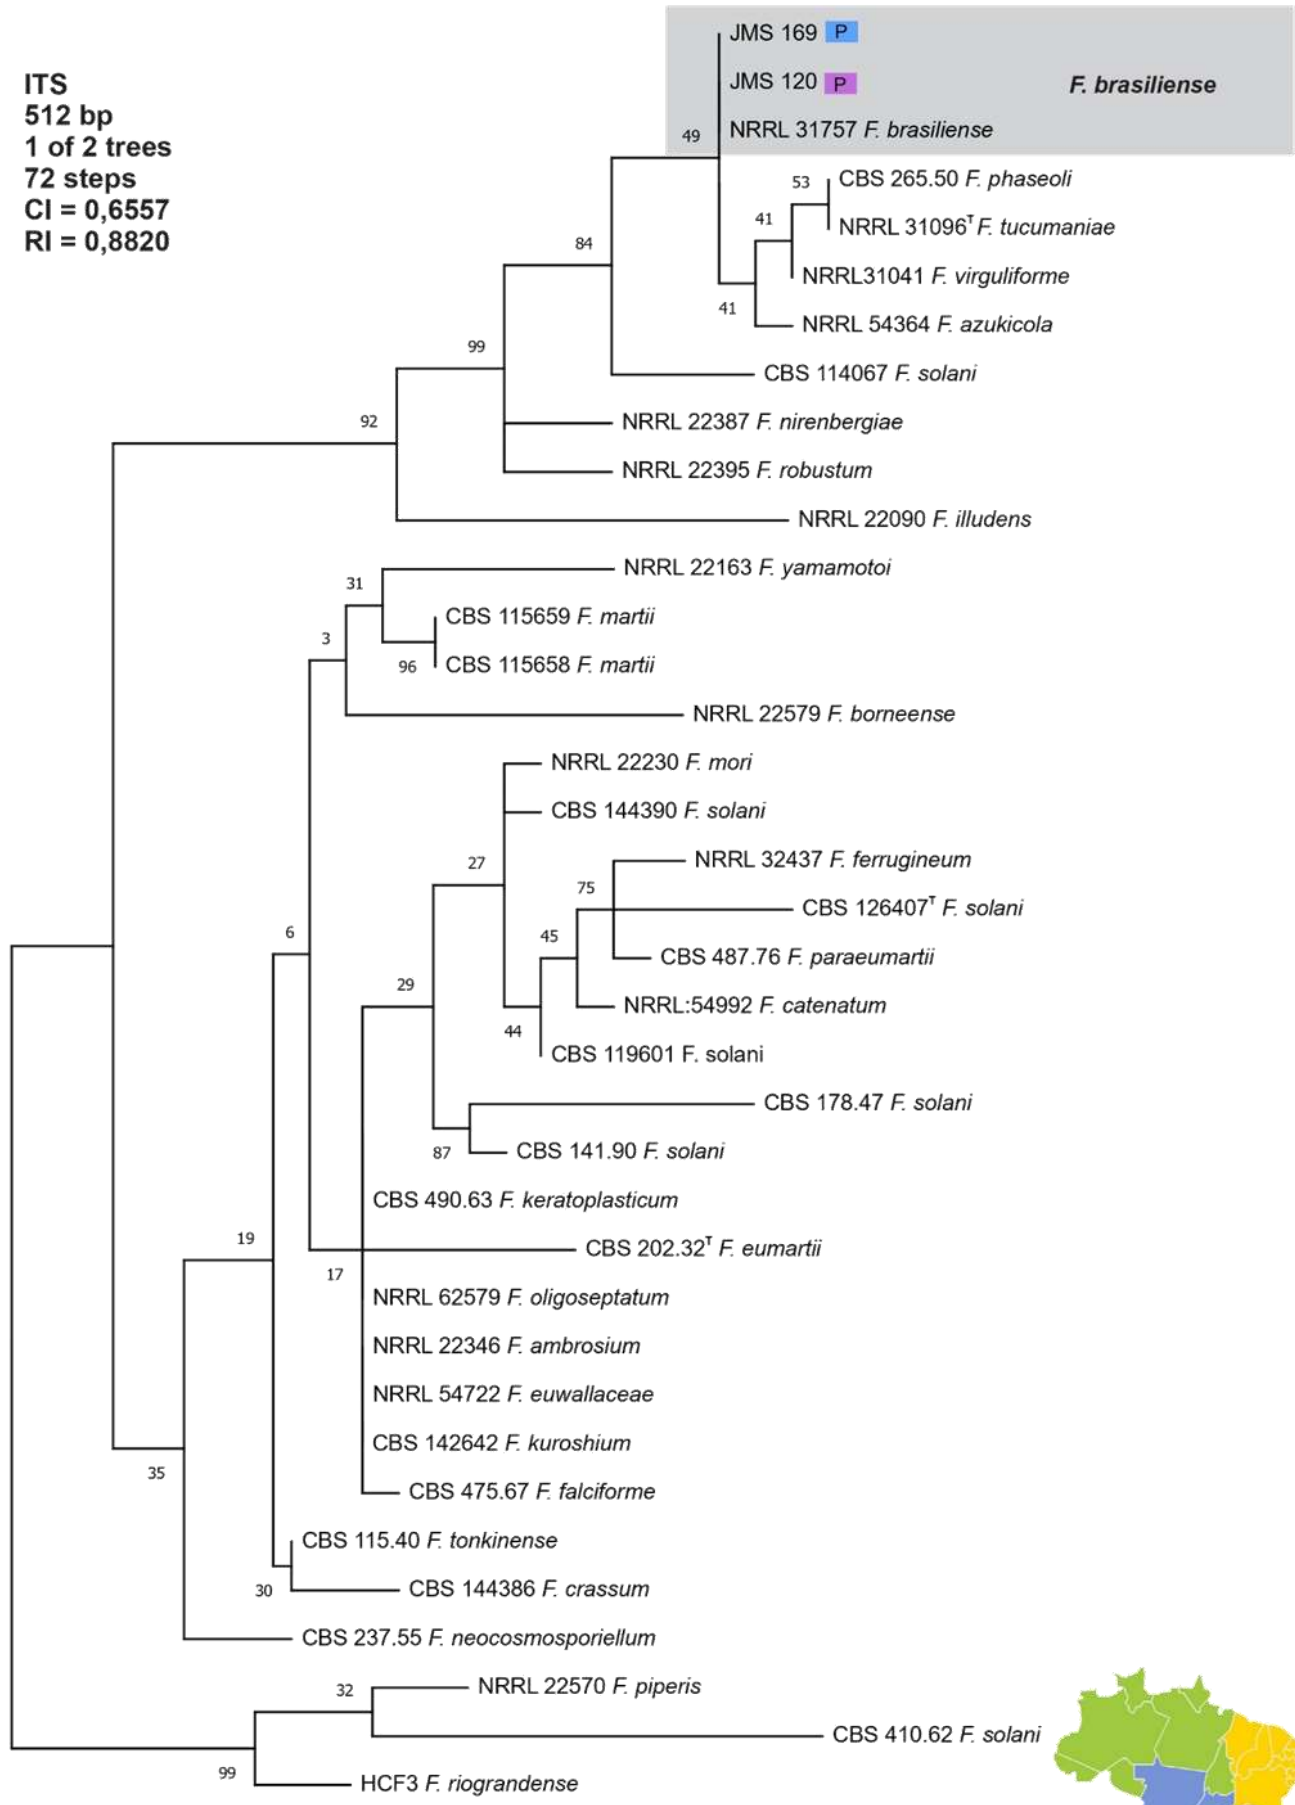 ITS
512 bp
1 of 2 trees
72 steps
CI = 0,6557
RI = 0,8820
JMS 169 P
JMS 120 P
F. brasiliense
NRRL 31757 F. brasiliense
49
CBS 265.50 F. phaseoli
53
NRRL 31096T F. tucumaniae
41
84
NRRL31041 F. virguliforme
41
NRRL 54364 F. azukicola
99
CBS 114067 F. solani
92
NRRL 22387 F. nirenbergiae
NRRL 22395 F. robustum
NRRL 22090 F. illudens
NRRL 22163 F. yamamotoi
31
CBS 115659 F. martii
3
96
CBS 115658 F. martii
NRRL 22579 F. borneense
NRRL 22230 F. mori
CBS 144390 F. solani
27
NRRL 32437 F. ferrugineum
75
CBS 126407T F. solani
6
45
CBS 487.76 F. paraeumartii
29
NRRL:54992 F. catenatum
44
CBS 119601 F. solani
CBS 178.47 F. solani
87
CBS 141.90 F. solani
CBS 490.63 F. keratoplasticum
19
CBS 202.32T F. eumartii
17
NRRL 62579 F. oligoseptatum
NRRL 22346 F. ambrosium
NRRL 54722 F. euwallaceae
CBS 142642 F. kuroshium
35
CBS 475.67 F. falciforme
CBS 115.40 F. tonkinense
30
CBS 144386 F. crassum
CBS 237.55 F. neocosmosporiellum
32
NRRL 22570 F. piperis
CBS 410.62 F. solani
99
HCF3 F. riograndense